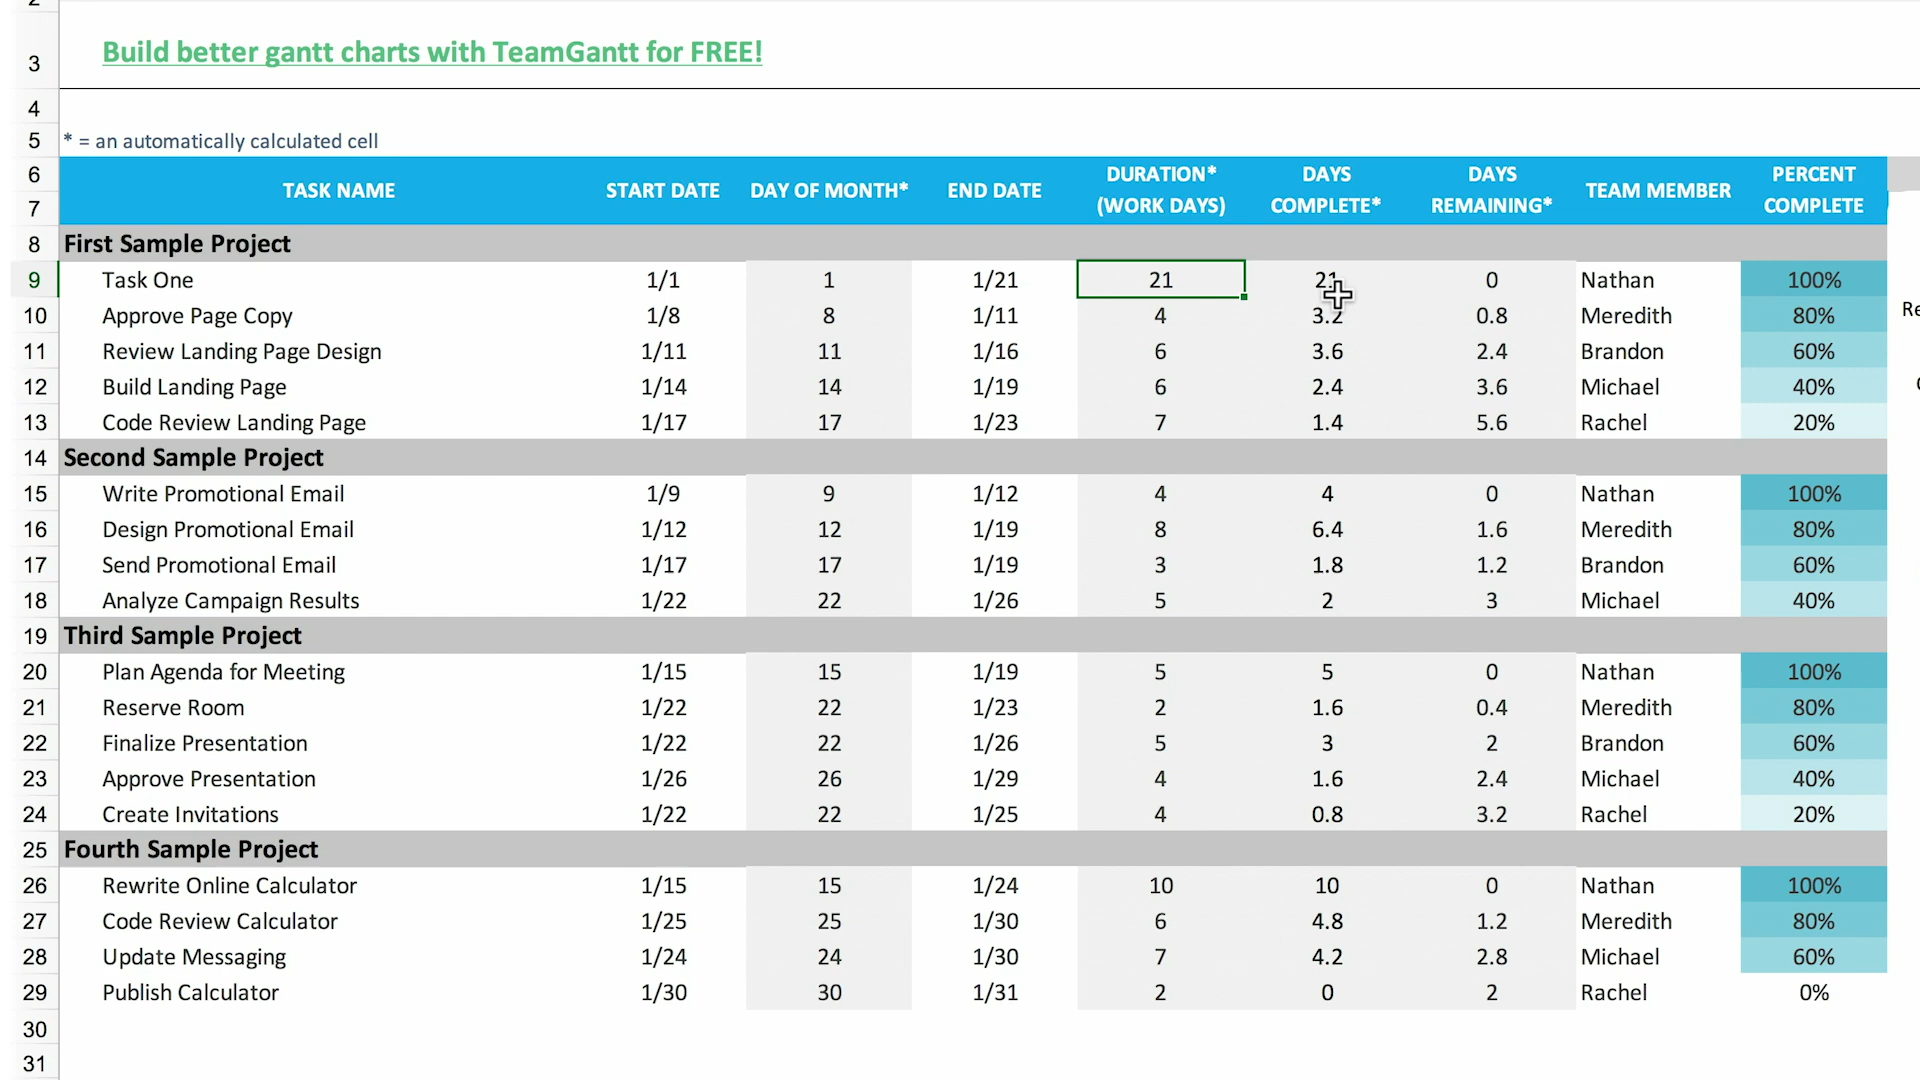 2
3 Build better gantt charts with TeamGantt for FREE!
4
5 * = an automatically calculated cell
6 7 TASK NAME START DATE DAY OF MONTH* END DATE DURATION* (WORK DAYS) DAYS COMPLETE* DAYS REMAINING* TEAM MEMBER PERCENT COMPLETE
8 First Sample Project
9 Task One 1/1 1 1/21 21 21 0 Nathan 100%
10 Approve Page Copy 1/8 8 1/11 4 3.2 0.8 Meredith 80%
11 Review Landing Page Design 1/11 11 1/16 6 3.6 2.4 Brandon 60%
12 Build Landing Page 1/14 14 1/19 6 2.4 3.6 Michael 40%
13 Code Review Landing Page 1/17 17 1/23 7 1.4 5.6 Rachel 20%
14 Second Sample Project
15 Write Promotional Email 1/9 9 1/12 4 4 0 Nathan 100%
16 Design Promotional Email 1/12 12 1/19 8 6.4 1.6 Meredith 80%
17 Send Promotional Email 1/17 17 1/19 3 1.8 1.2 Brandon 60%
18 Analyze Campaign Results 1/22 22 1/26 5 2 3 Michael 40%
19 Third Sample Project
20 Plan Agenda for Meeting 1/15 15 1/19 5 5 0 Nathan 100%
21 Reserve Room 1/22 22 1/23 2 1.6 0.4 Meredith 80%
22 Finalize Presentation 1/22 22 1/26 5 3 2 Brandon 60%
23 Approve Presentation 1/26 26 1/29 4 1.6 2.4 Michael 40%
24 Create Invitations 1/22 22 1/25 4 0.8 3.2 Rachel 20%
25 Fourth Sample Project
26 Rewrite Online Calculator 1/15 15 1/24 10 10 0 Nathan 100%
27 Code Review Calculator 1/25 25 1/30 6 4.8 1.2 Meredith 80%
28 Update Messaging 1/24 24 1/30 7 4.2 2.8 Michael 60%
29 Publish Calculator 1/30 30 1/31 2 0 2 Rachel 0%
30
31